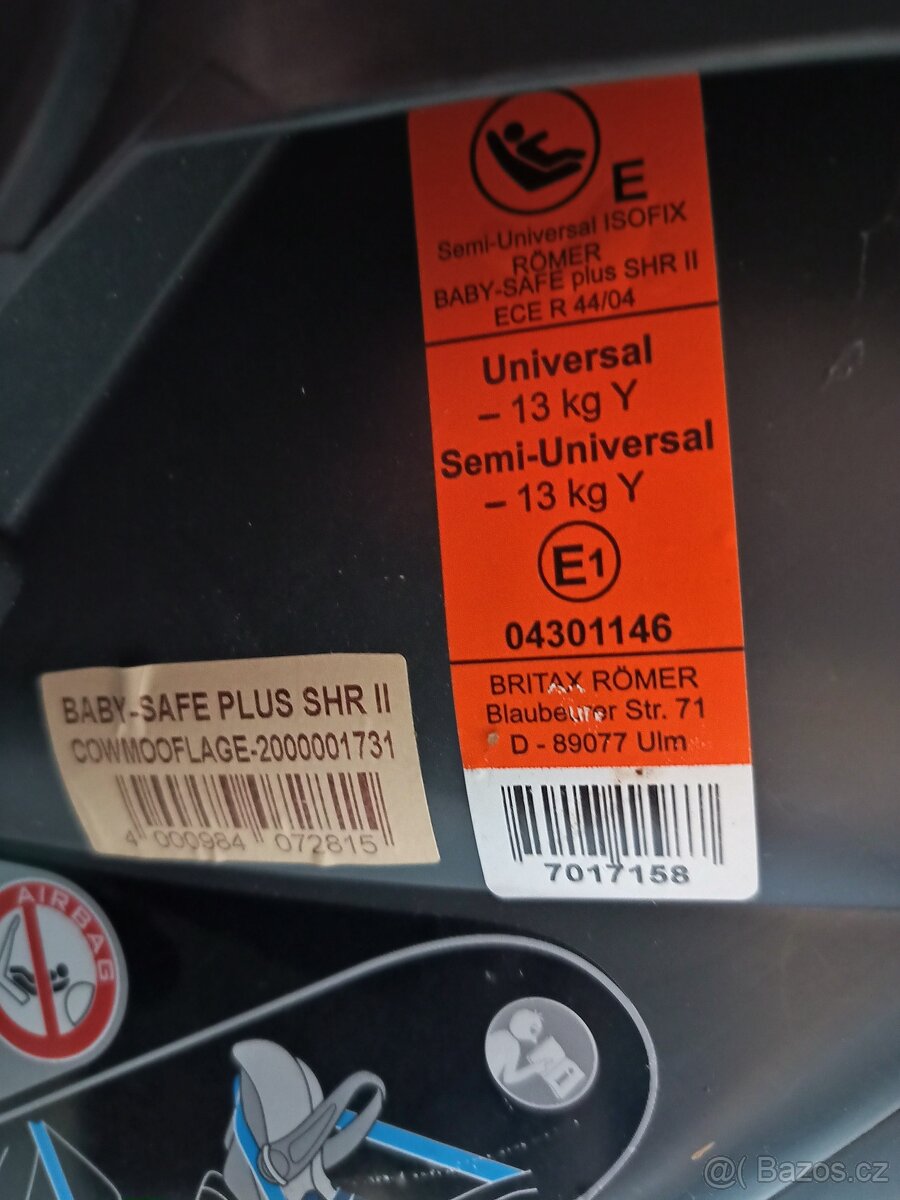 E
Semi-Universal ISOFIX
RÖMER
BABY-SAFE plus SHR II
ECE R 44/04
Universal
– 13 kg Y
Semi-Universal
– 13 kg Y
E1
04301146
BRITAX RÖMER
Blaubeurer Str. 71
D - 89077 Ulm
7017158
BABY-SAFE PLUS SHR II
COWMOOFLAGE-2000001731
4 000984 072815
AIRBAG
@( Bazos.cz